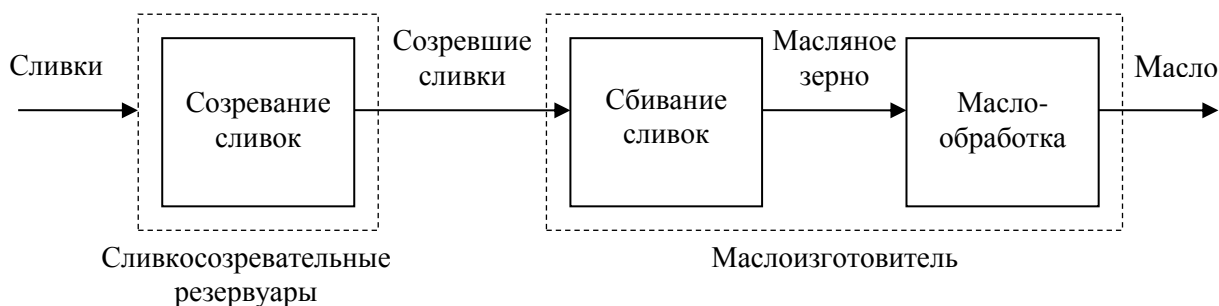 Сливки
Созревание
сливок
Созревшие
сливки
Сбивание
сливок
Масляное
зерно
Масло-
обработка
Масло
Сливкосозревательные
резервуары
Маслоизготовитель